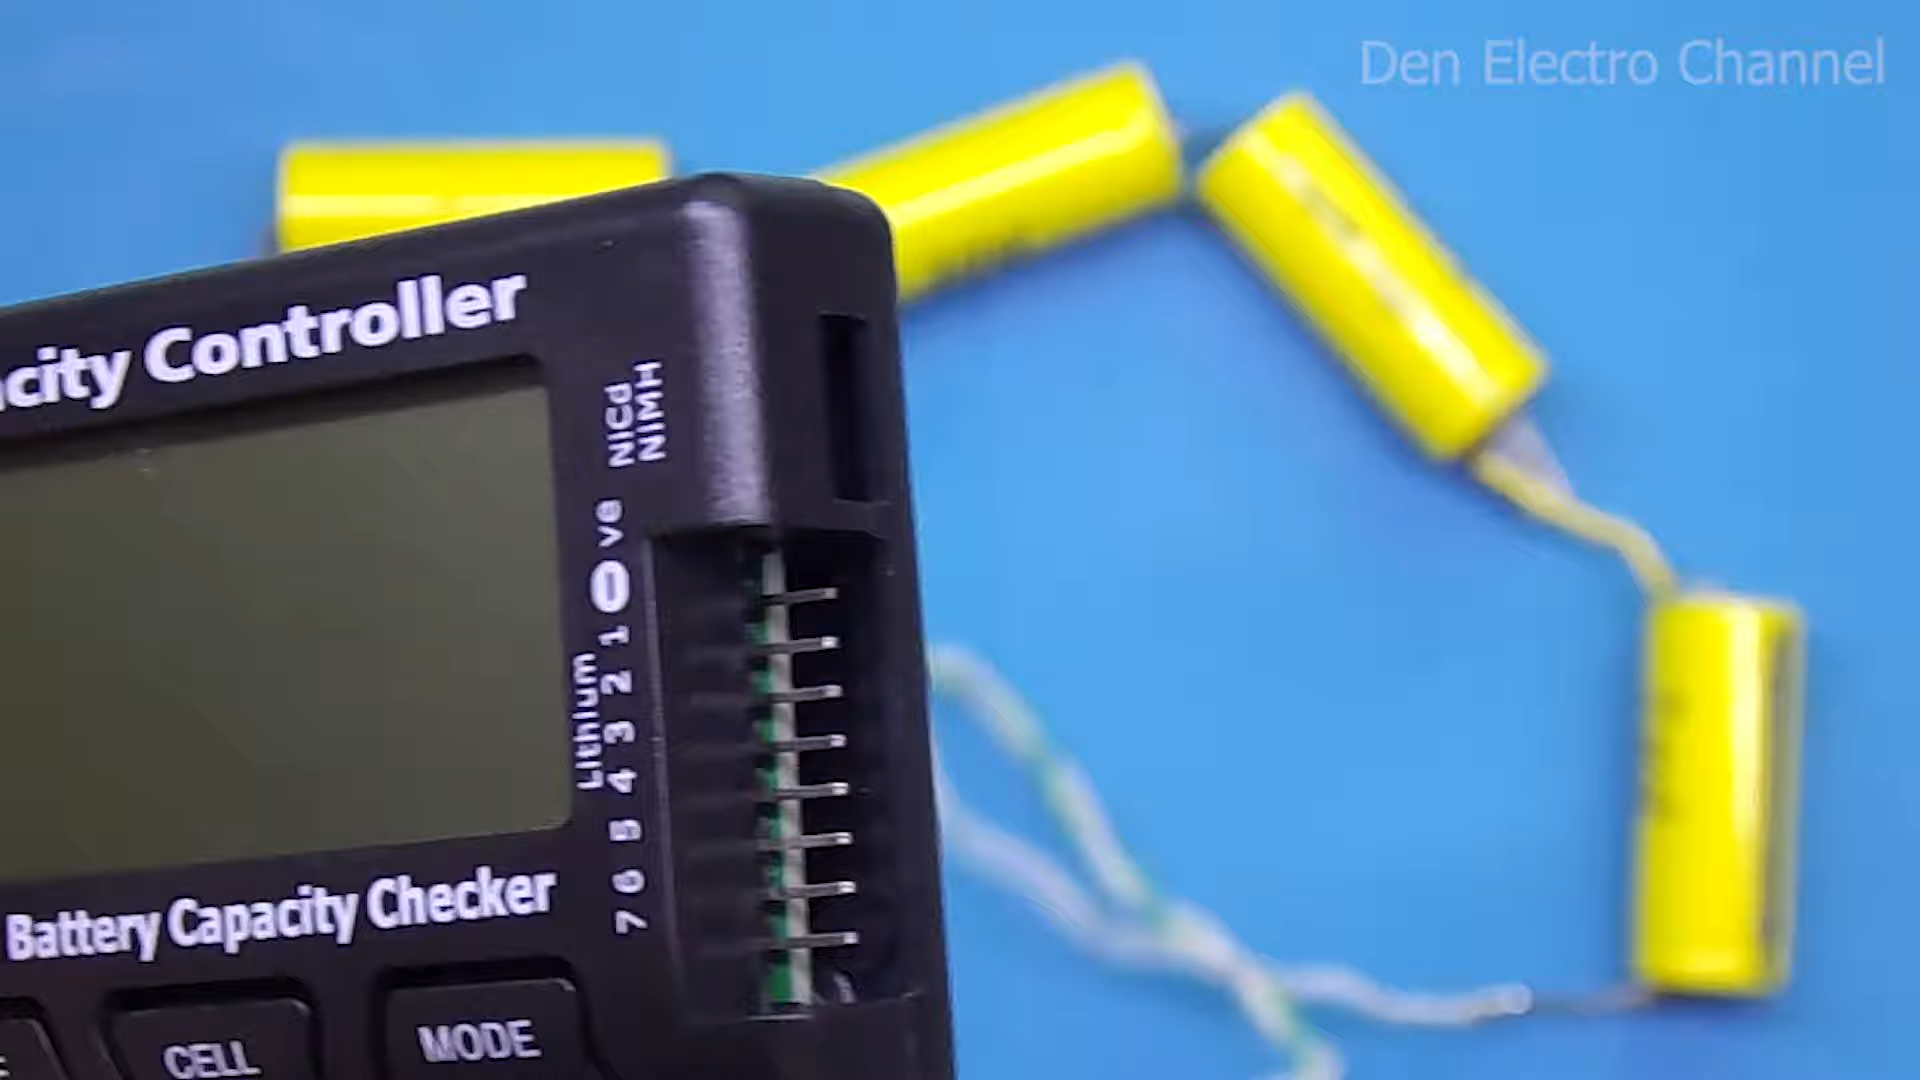 Den Electro Channel
city Controller
NiCd
NiMH
ve
Lithium
1 2 3 4 5 6 7
Battery Capacity Checker
CELL
MODE